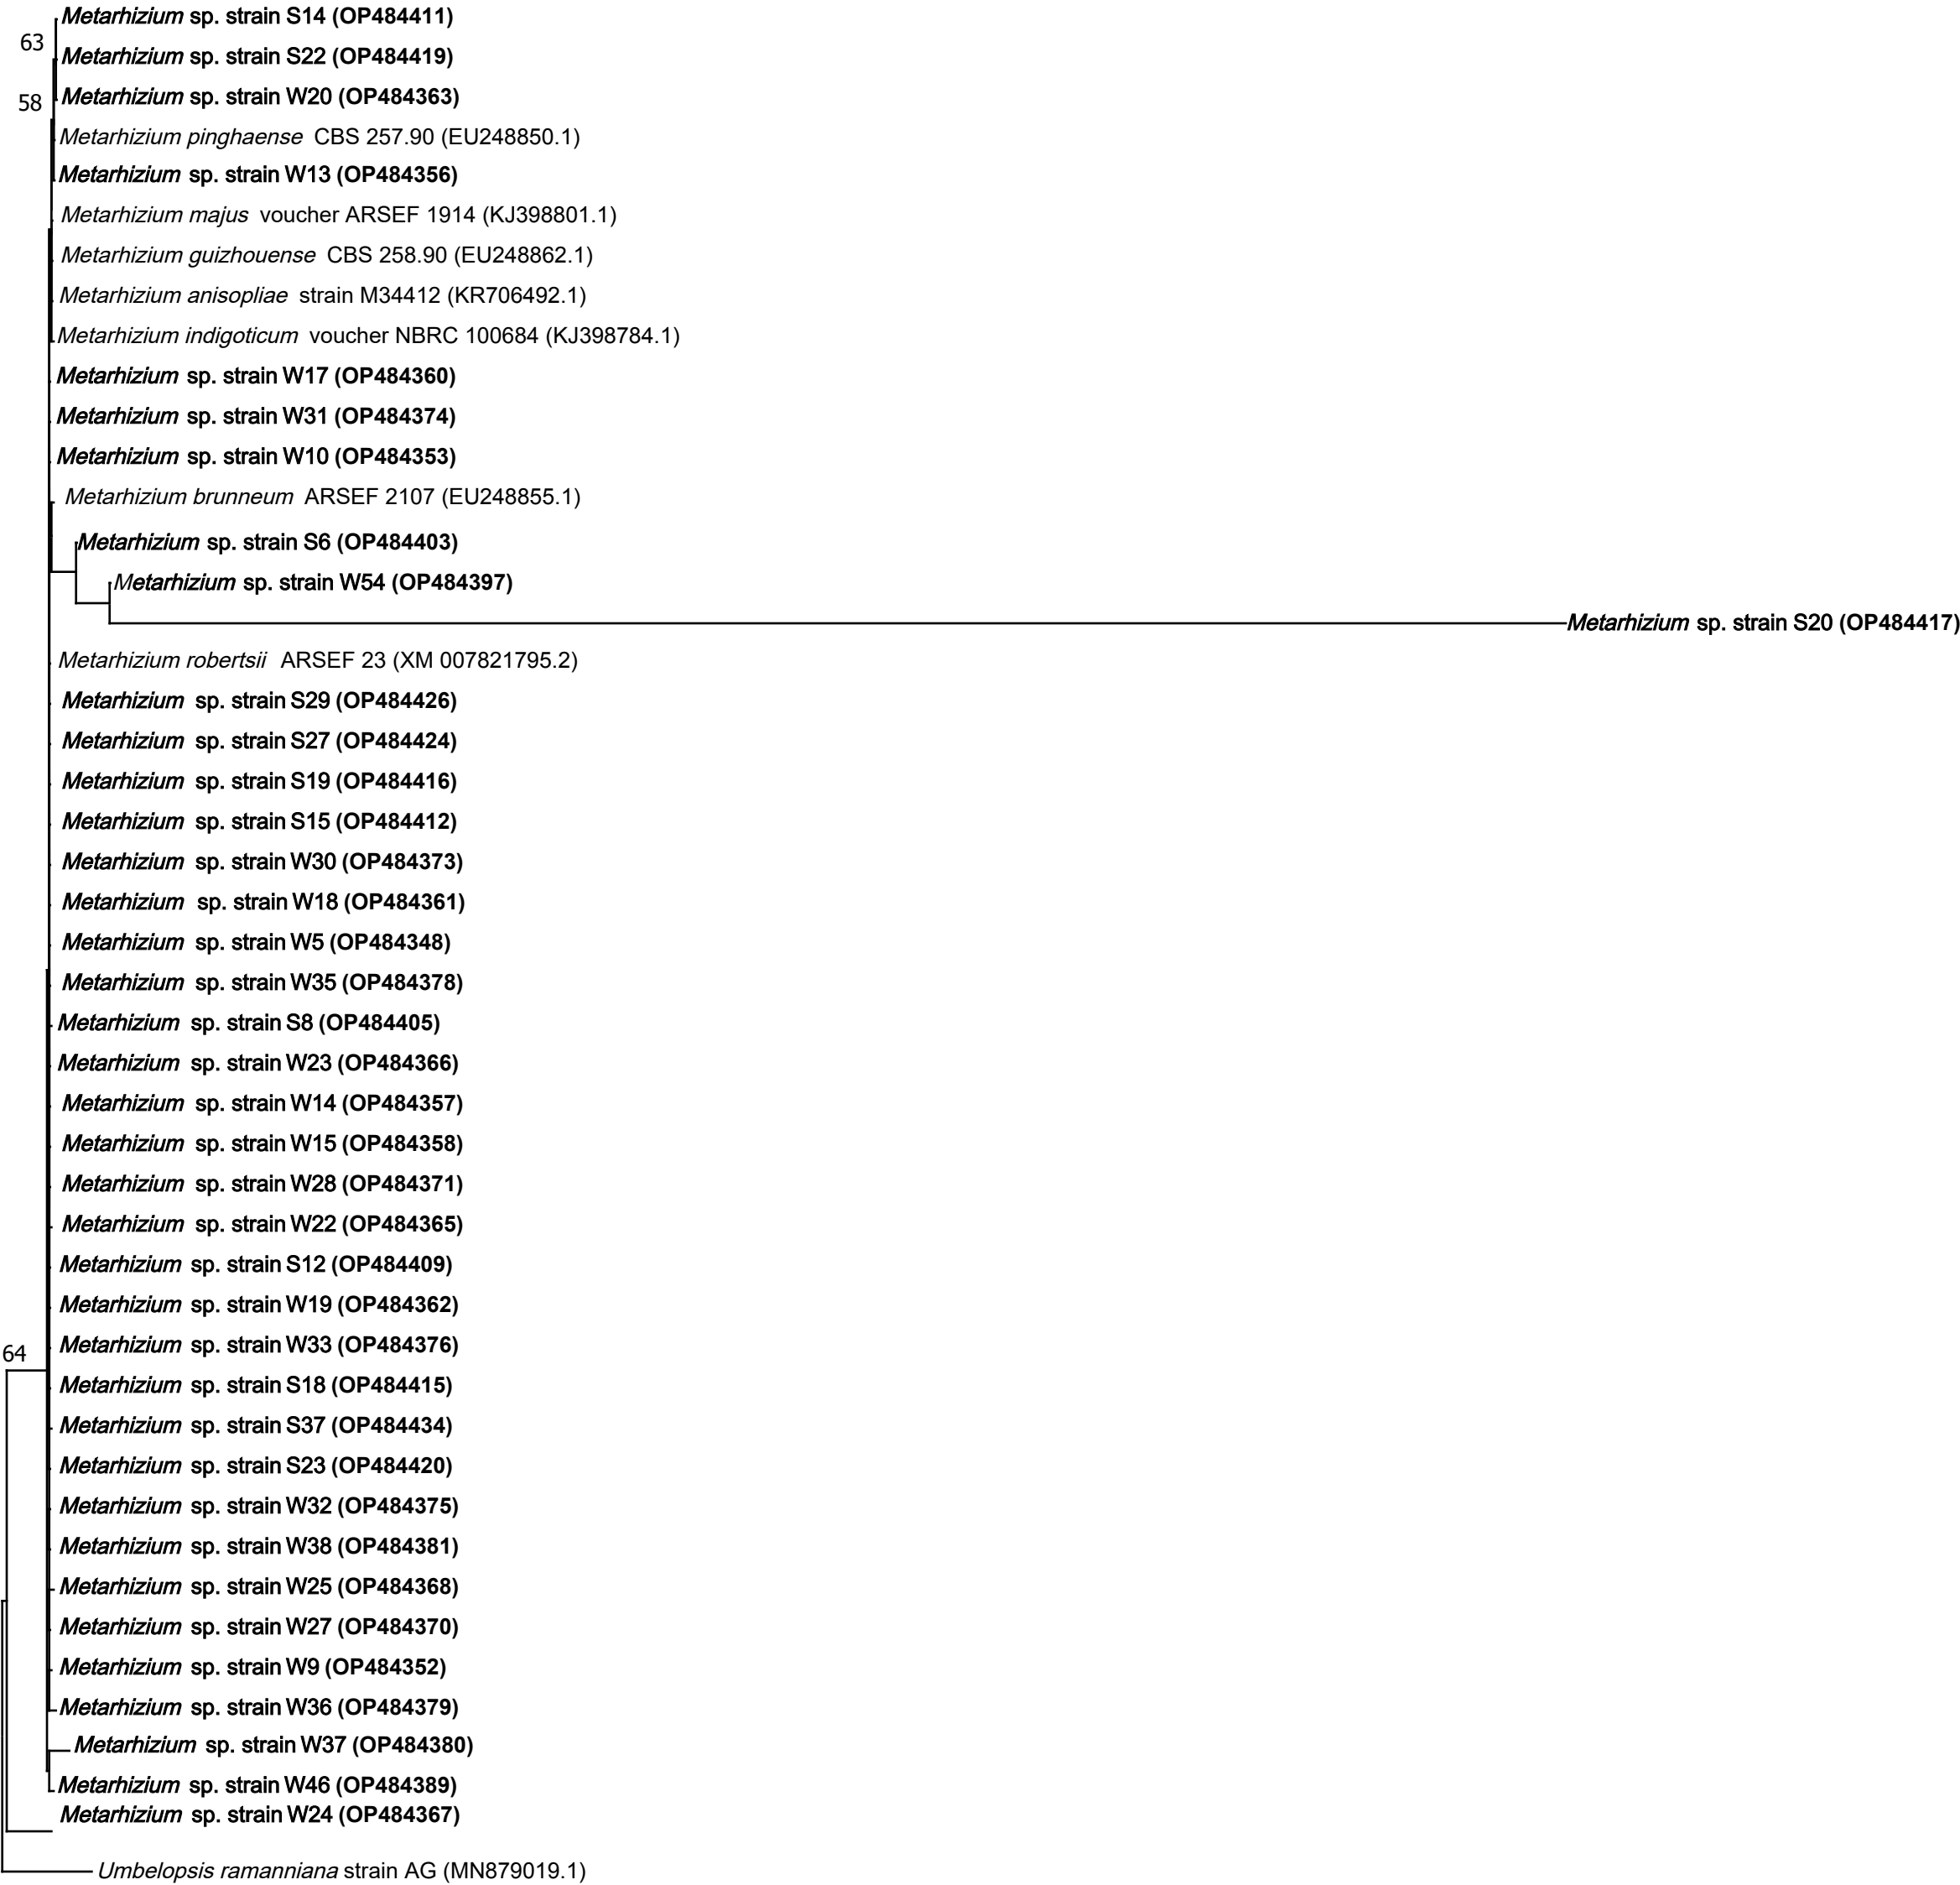 Metarhizium sp. strain S14 (OP484411)
63
Metarhizium sp. strain S22 (OP484419)
Metarhizium sp. strain W20 (OP484363)
58
Metarhizium pinghaense CBS 257.90 (EU248850.1)
Metarhizium sp. strain W13 (OP484356)
Metarhizium majus voucher ARSEF 1914 (KJ398801.1)
Metarhizium guizhouense CBS 258.90 (EU248862.1)
Metarhizium anisopliae strain M34412 (KR706492.1)
Metarhizium indigoticum voucher NBRC 100684 (KJ398784.1)
Metarhizium sp. strain W17 (OP484360)
Metarhizium sp. strain W31 (OP484374)
Metarhizium sp. strain W10 (OP484353)
Metarhizium brunneum ARSEF 2107 (EU248855.1)
Metarhizium sp. strain S6 (OP484403)
Metarhizium sp. strain W54 (OP484397)
Metarhizium sp. strain S20 (OP484417)
Metarhizium robertsii ARSEF 23 (XM 007821795.2)
Metarhizium sp. strain S29 (OP484426)
Metarhizium sp. strain S27 (OP484424)
Metarhizium sp. strain S19 (OP484416)
Metarhizium sp. strain S15 (OP484412)
Metarhizium sp. strain W30 (OP484373)
Metarhizium sp. strain W18 (OP484361)
Metarhizium sp. strain W5 (OP484348)
Metarhizium sp. strain W35 (OP484378)
Metarhizium sp. strain S8 (OP484405)
Metarhizium sp. strain W23 (OP484366)
Metarhizium sp. strain W14 (OP484357)
Metarhizium sp. strain W15 (OP484358)
Metarhizium sp. strain W28 (OP484371)
Metarhizium sp. strain W22 (OP484365)
Metarhizium sp. strain S12 (OP484409)
Metarhizium sp. strain W19 (OP484362)
Metarhizium sp. strain W33 (OP484376)
64
Metarhizium sp. strain S18 (OP484415)
Metarhizium sp. strain S37 (OP484434)
Metarhizium sp. strain S23 (OP484420)
Metarhizium sp. strain W32 (OP484375)
Metarhizium sp. strain W38 (OP484381)
Metarhizium sp. strain W25 (OP484368)
Metarhizium sp. strain W27 (OP484370)
Metarhizium sp. strain W9 (OP484352)
Metarhizium sp. strain W36 (OP484379)
Metarhizium sp. strain W37 (OP484380)
Metarhizium sp. strain W46 (OP484389)
Metarhizium sp. strain W24 (OP484367)
Umbelopsis ramanniana strain AG (MN879019.1)